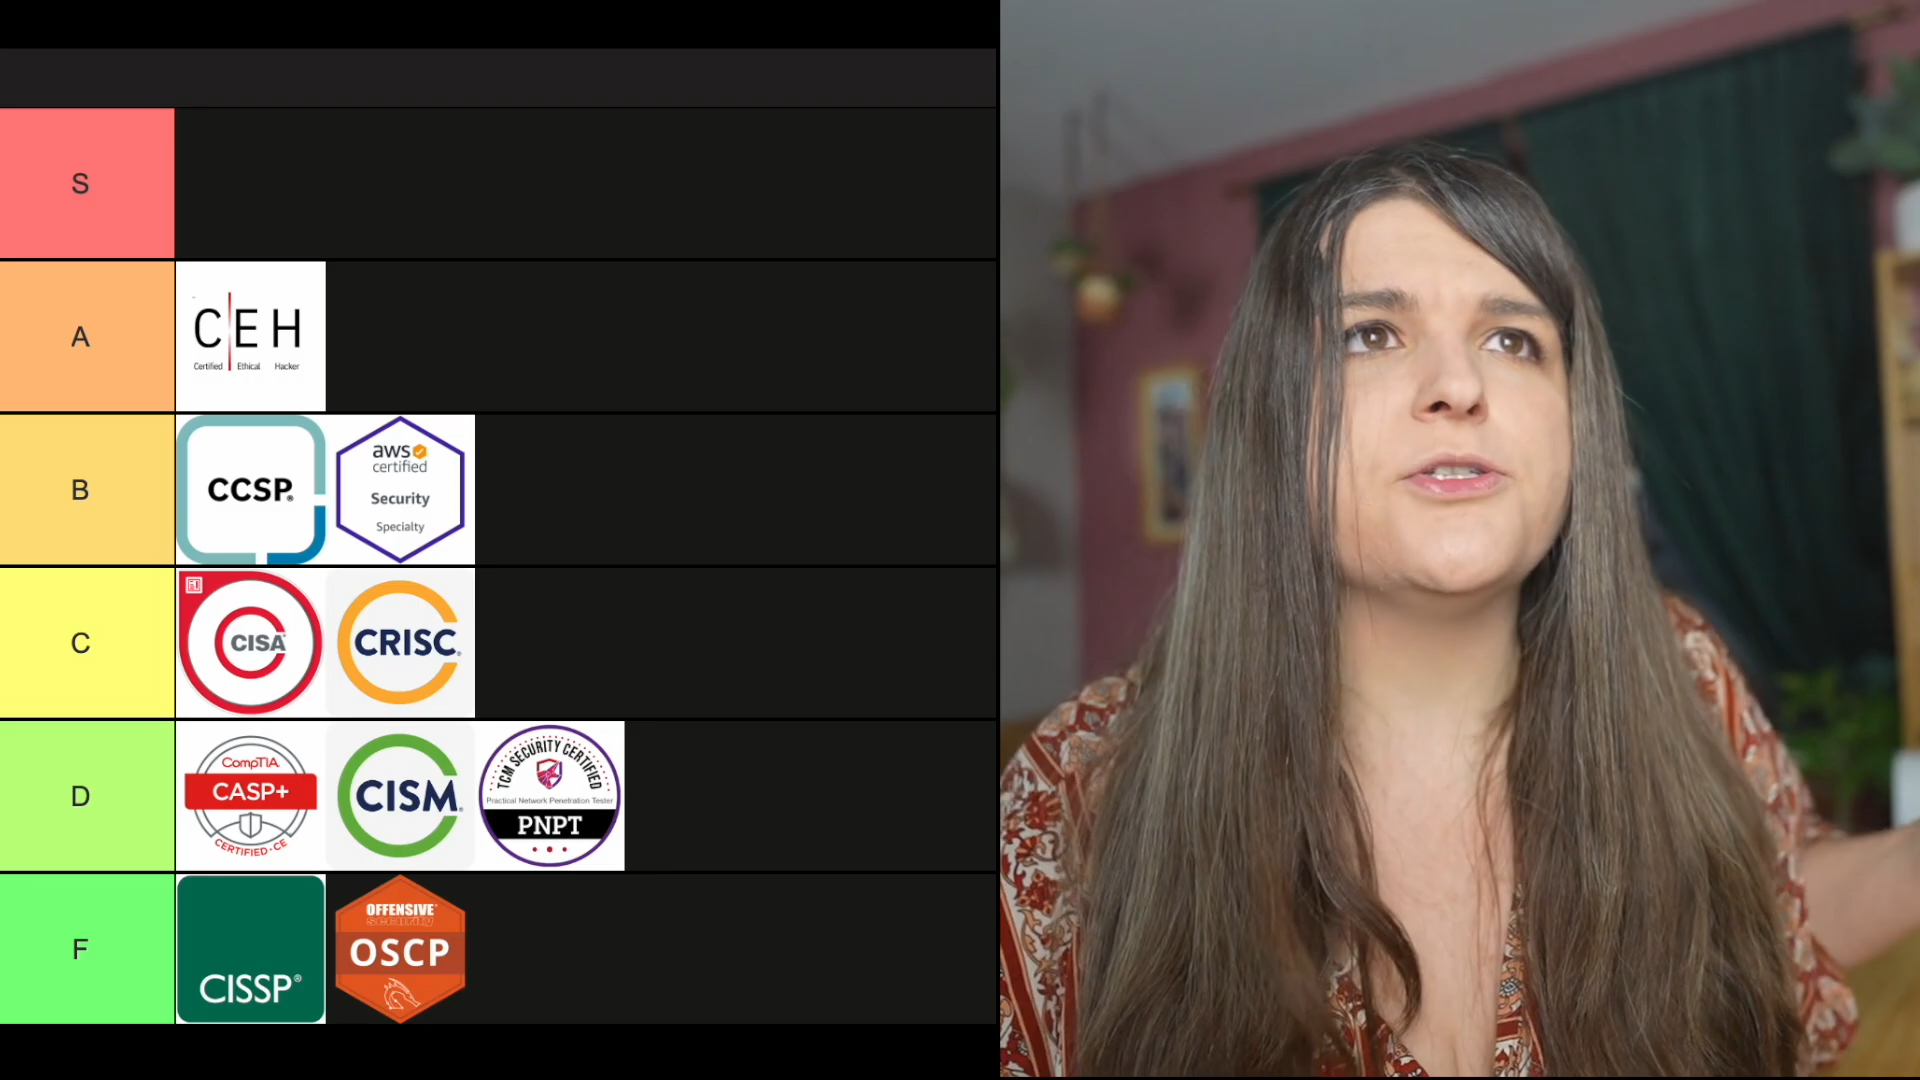 S
A
CEH
Certified Ethical Hacker
B
CCSP®
aws
certified
Security
Specialty
C
CISA®
CRISC®
D
CompTIA
CASP+
CERTIFIED-CE
CISM®
TCM SECURITY CERTIFIED
Practical Network Penetration Tester
PNPT
F
CISSP®
OFFENSIVE
security
OSCP